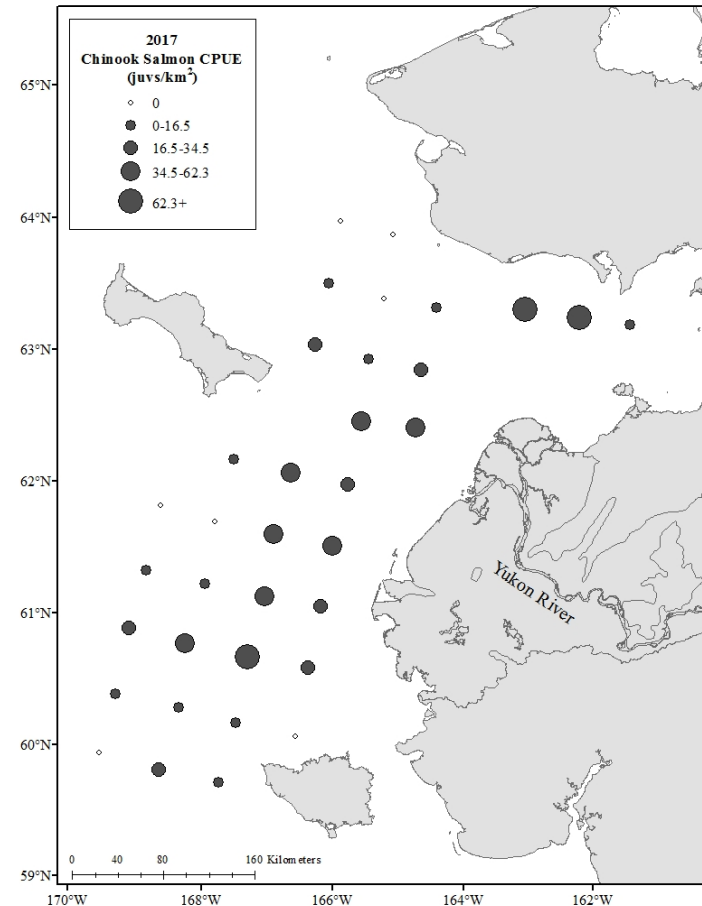 2017
Chinook Salmon CPUE
(juvs/km²)
0
0-16.5
16.5-34.5
34.5-62.3
62.3+
65°N
64°N
63°N
62°N
61°N
60°N
59°N
Yukon River
0 40 80 160 Kilometers
170°W 168°W 166°W 164°W 162°W